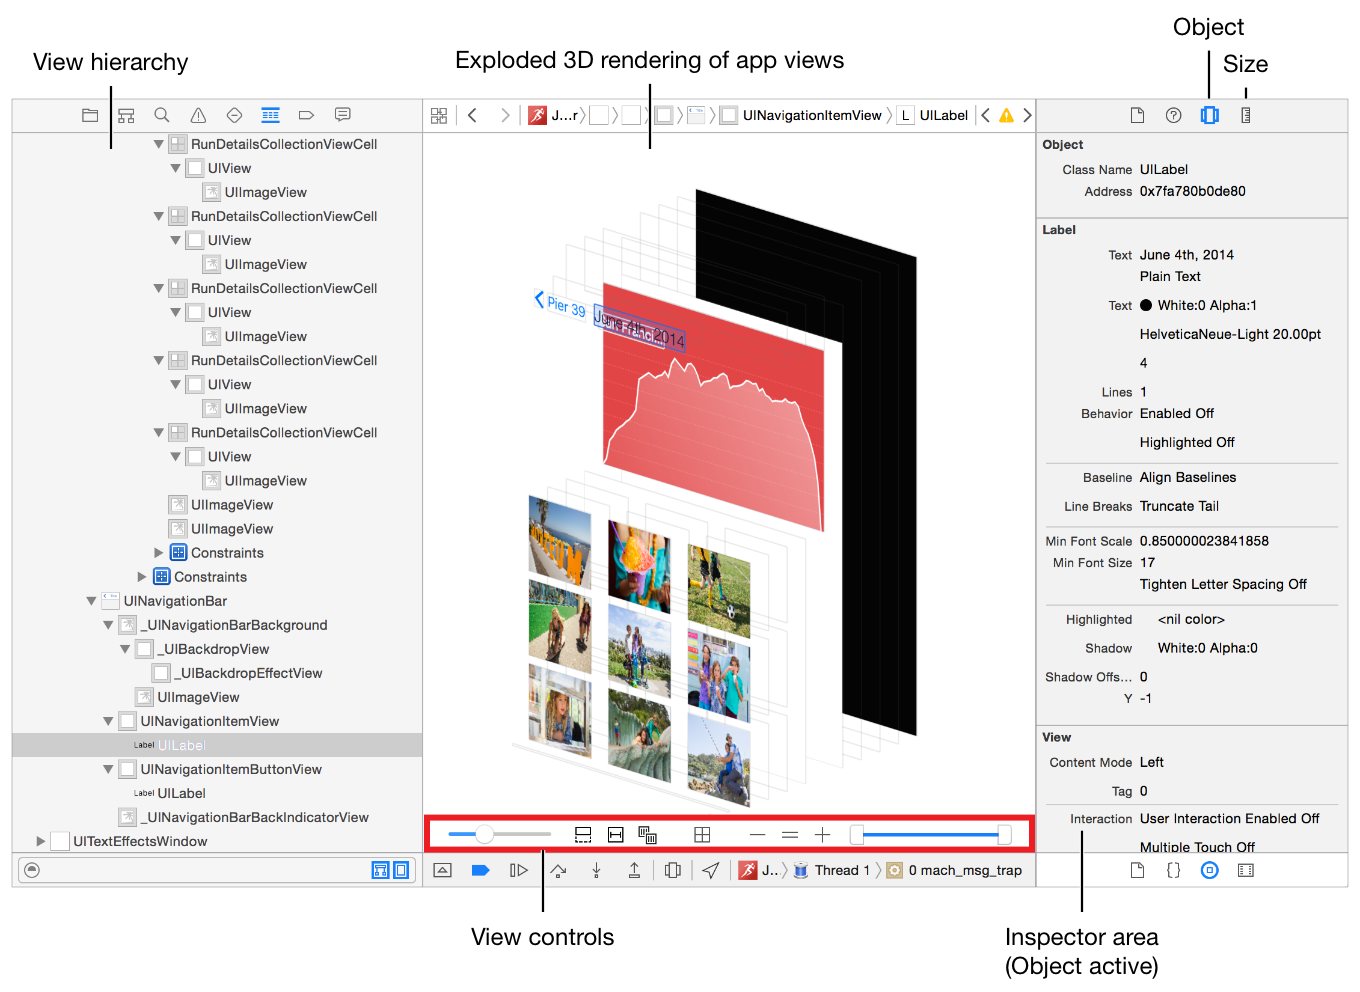 Object
View hierarchy
Exploded 3D rendering of app views
Size
J...r
UINavigationItemView
L UILabel
RunDetailsCollectionViewCell
UIView
UIImageView
RunDetailsCollectionViewCell
UIView
UIImageView
RunDetailsCollectionViewCell
UIView
UIImageView
RunDetailsCollectionViewCell
UIView
UIImageView
RunDetailsCollectionViewCell
UIView
UIImageView
UIImageView
UIImageView
Constraints
Constraints
UINavigationBar
_UINavigationBarBackground
_UIBackdropView
_UIBackdropEffectView
UIImageView
UINavigationItemView
Label UILabel
UINavigationItemButtonView
Label UILabel
_UINavigationBarBackIndicatorView
UITextEffectsWindow
Pier 39
June 4th, 2014
J..
Thread 1
0 mach_msg_trap
Object
Class Name UILabel
Address 0x7fa780b0de80
Label
Text June 4th, 2014
Plain Text
Text White:0 Alpha:1
HelveticaNeue-Light 20.00pt
4
Lines 1
Behavior Enabled Off
Highlighted Off
Baseline Align Baselines
Line Breaks Truncate Tail
Min Font Scale 0.850000023841858
Min Font Size 17
Tighten Letter Spacing Off
Highlighted <nil color>
Shadow White:0 Alpha:0
Shadow Offs... 0
Y -1
View
Content Mode Left
Tag 0
Interaction User Interaction Enabled Off
Multiple Touch Off
View controls
Inspector area
(Object active)